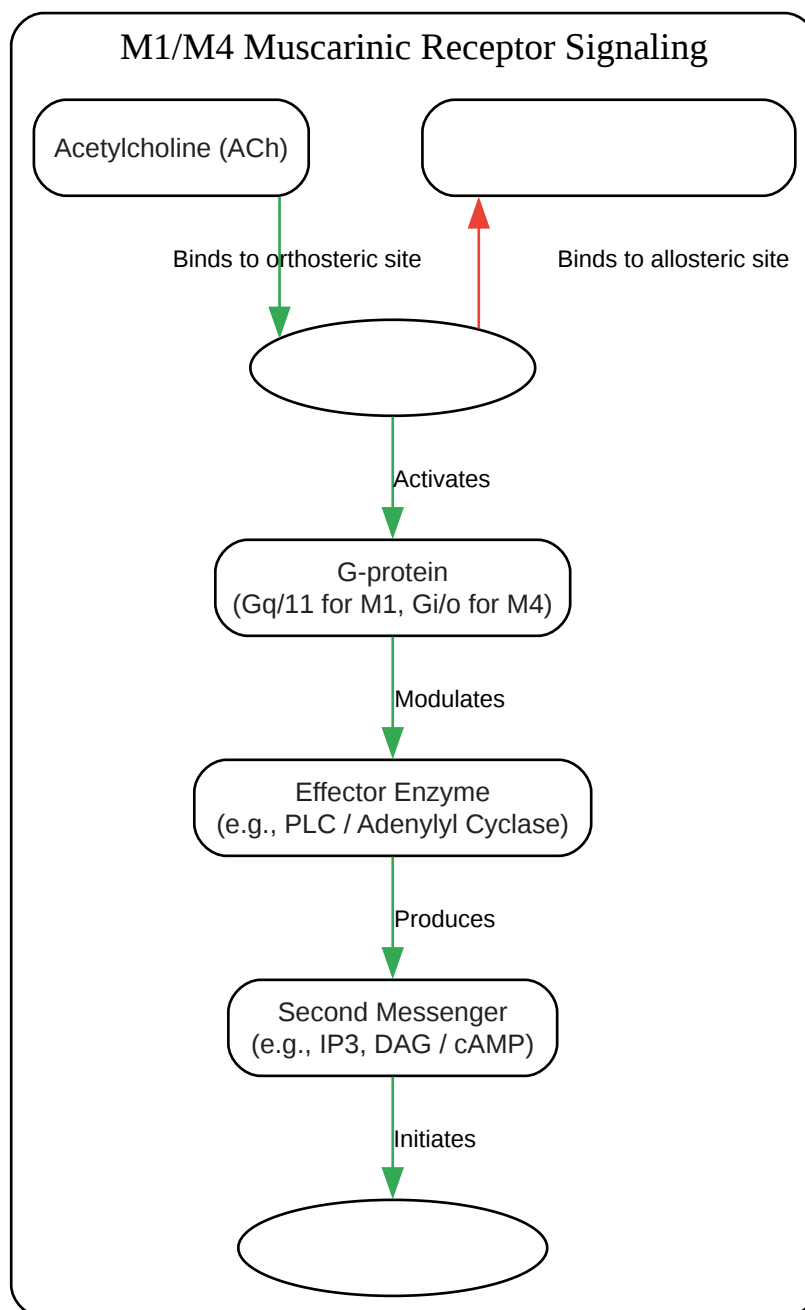 M1/M4 Muscarinic Receptor Signaling
Acetylcholine (ACh)
Binds to orthosteric site
Binds to allosteric site
Activates
G-protein
(Gq/11 for M1, Gi/o for M4)
Modulates
Effector Enzyme
(e.g., PLC / Adenylyl Cyclase)
Produces
Second Messenger
(e.g., IP3, DAG / cAMP)
Initiates